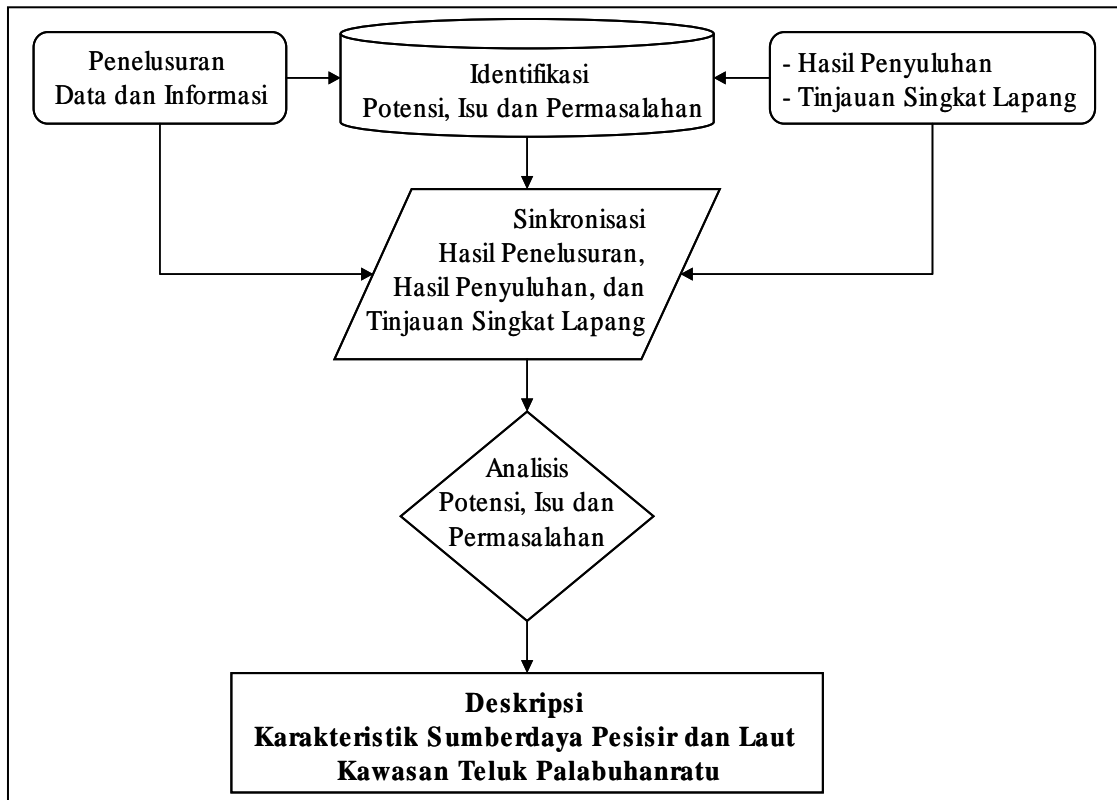 Penelusuran
Data dan Informasi
Identifikasi
Potensi, Isu dan Permasalahan
- Hasil Penyuluhan
- Tinjauan Singkat Lapang
Sinkronisasi
Hasil Penelusuran,
Hasil Penyuluhan, dan
Tinjauan Singkat Lapang
Analisis
Potensi, Isu dan
Permasalahan
Deskripsi
Karakteristik Sumberdaya Pesisir dan Laut
Kawasan Teluk Palabuhanratu